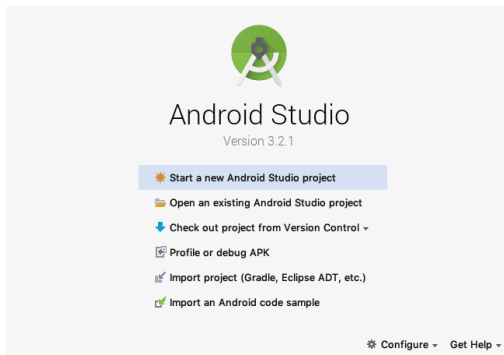 Android Studio
Version 3.2.1
Start a new Android Studio project
Open an existing Android Studio project
Check out project from Version Control
Profile or debug APK
Import project (Gradle, Eclipse ADT, etc.)
Import an Android code sample
Configure Get Help